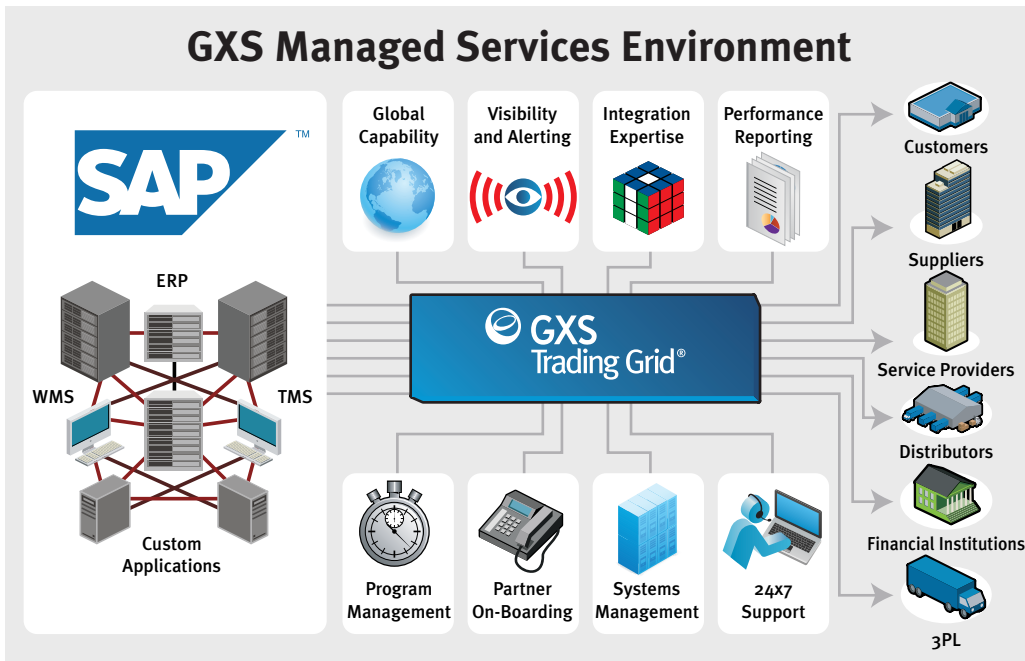 GXS Managed Services Environment
SAP ™
ERP
WMS
TMS
Custom
Applications
Global
Capability
Visibility
and Alerting
Integration
Expertise
Performance
Reporting
GXS
Trading Grid®
Program
Management
Partner
On-Boarding
Systems
Management
24x7
Support
Customers
Suppliers
Service Providers
Distributors
Financial Institutions
3PL